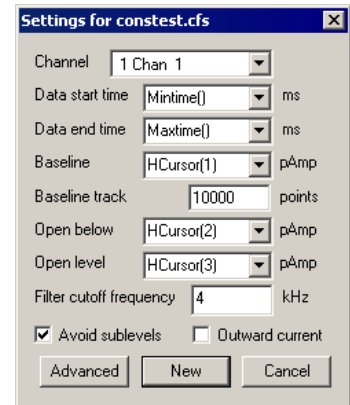 Settings for constest.cfs
Channel 1 Chan 1
Data start time Mintime() ms
Data end time Maxtime() ms
Baseline HCursor(1) pAmp
Baseline track 10000 points
Open below HCursor(2) pAmp
Open level HCursor(3) pAmp
Filter cutoff frequency 4 kHz
Avoid sublevels Outward current
Advanced New Cancel